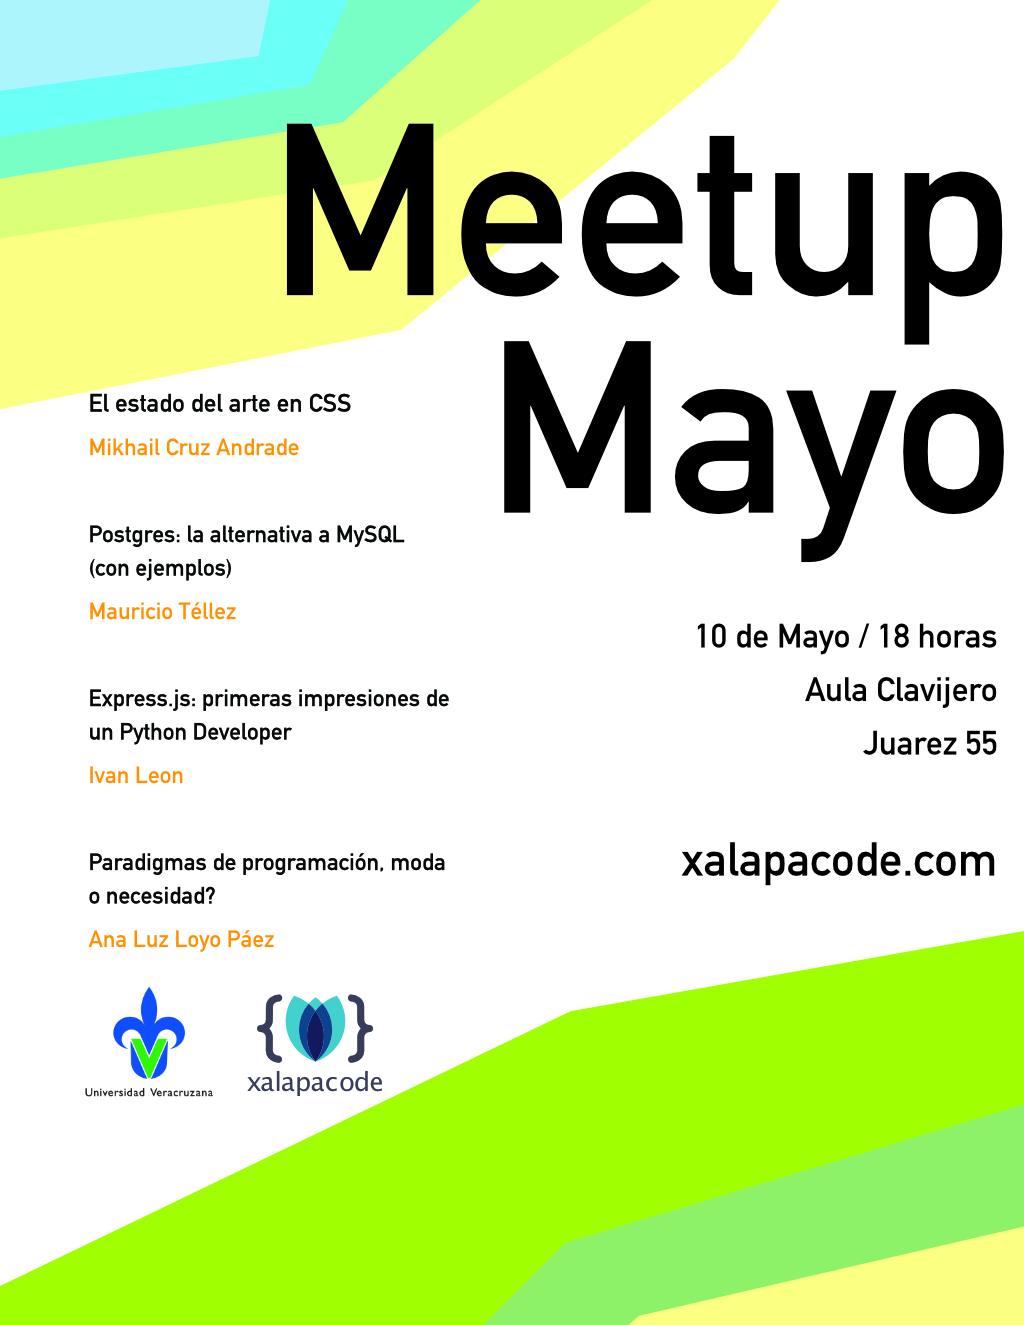 Meetup
Mayo
El estado del arte en CSS
Mikhail Cruz Andrade
Postgres: la alternativa a MySQL
(con ejemplos)
Mauricio Téllez
Express.js: primeras impresiones de
un Python Developer
Ivan Leon
Paradigmas de programación, moda
o necesidad?
Ana Luz Loyo Páez
10 de Mayo / 18 horas
Aula Clavijero
Juarez 55
xalapacode.com
Universidad Veracruzana
xalapacode